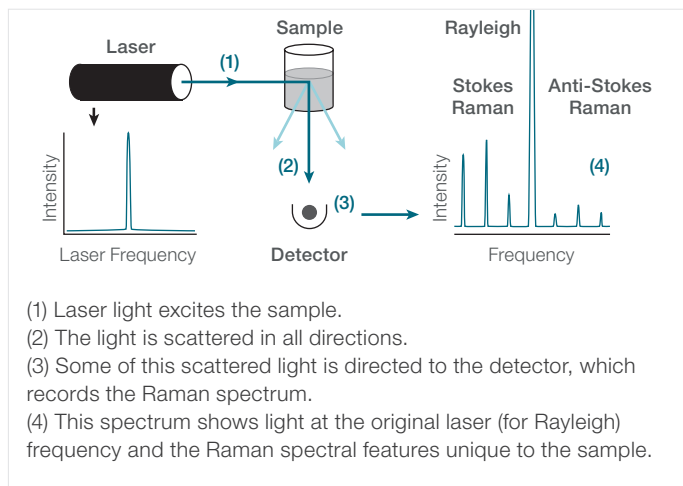 Laser
(1)
Sample
Rayleigh
Stokes
Raman
Anti-Stokes
Raman
(2)
(3)
(4)
Intensity
Laser Frequency
Detector
Intensity
Frequency
(1) Laser light excites the sample.
(2) The light is scattered in all directions.
(3) Some of this scattered light is directed to the detector, which
records the Raman spectrum.
(4) This spectrum shows light at the original laser (for Rayleigh)
frequency and the Raman spectral features unique to the sample.